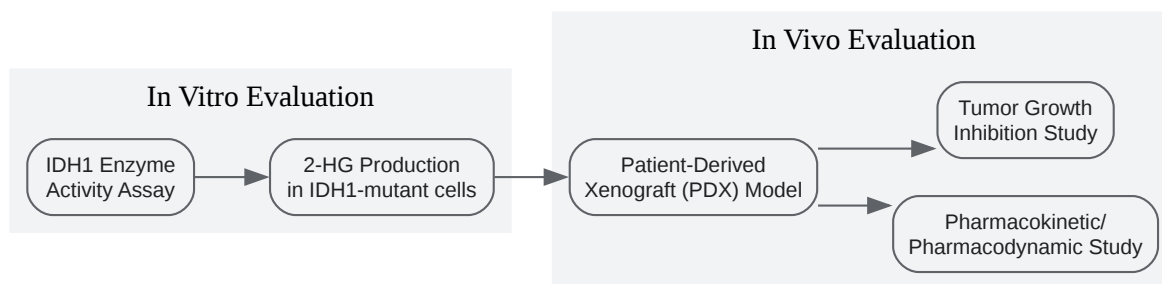 In Vitro Evaluation
IDH1 Enzyme
Activity Assay
2-HG Production
in IDH1-mutant cells
In Vivo Evaluation
Patient-Derived
Xenograft (PDX) Model
Tumor Growth
Inhibition Study
Pharmacokinetic/
Pharmacodynamic Study